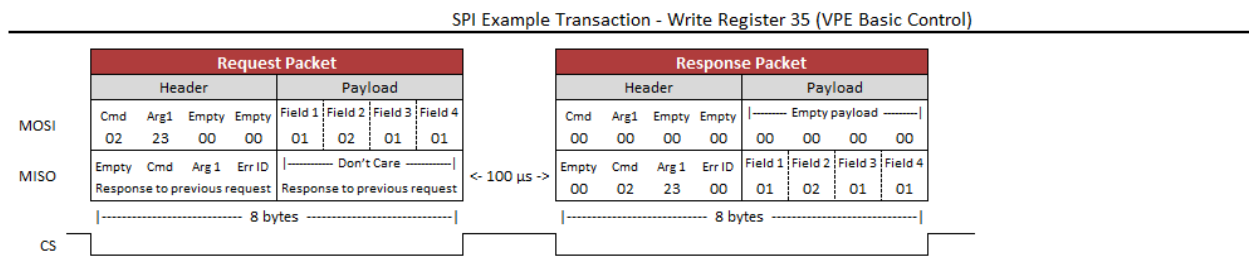 SPI Example Transaction - Write Register 35 (VPE Basic Control)
Request Packet Response Packet
Header Payload Header Payload
MOSI Cmd Arg1 Empty Empty Field 1 Field 2 Field 3 Field 4 Cmd Arg1 Empty Empty |--------- Empty payload ---------|
02 23 00 00 01 02 01 01 00 00 00 00 00 00 00 00
MISO Empty Cmd Arg 1 Err ID |------------ Don't Care -----------| <- 100 µs -> Empty Cmd Arg 1 Err ID Field 1 Field 2 Field 3 Field 4
Response to previous request Response to previous request 00 02 23 00 01 02 01 01
|--------------------------- 8 bytes ----------------------------| |--------------------------- 8 bytes ----------------------------|
CS